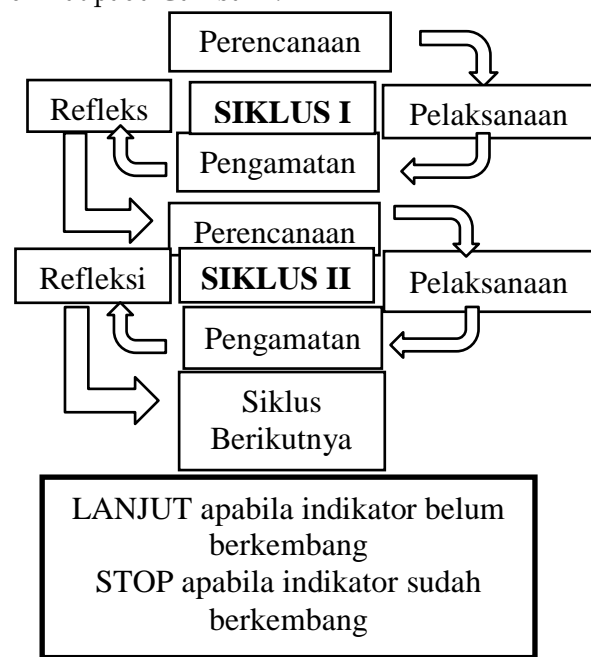 Perencanaan
Refleks
SIKLUS I
Pelaksanaan
Pengamatan
Perencanaan
Refleksi
SIKLUS II
Pelaksanaan
Pengamatan
Siklus
Berikutnya
LANJUT apabila indikator belum
berkembang
STOP apabila indikator sudah
berkembang